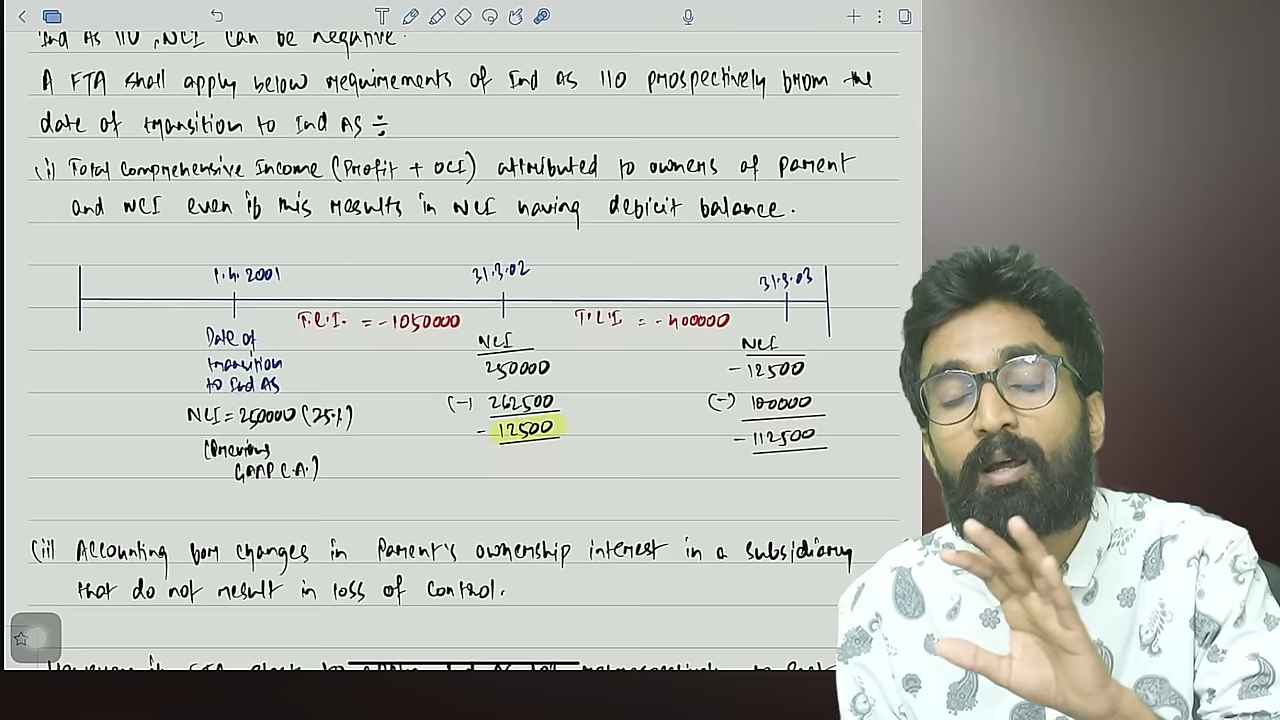 Ind AS 110, NCI can be negative.
A FTA shall apply below requirements of Ind AS 110 prospectively from the
date of transition to Ind AS ÷
(i) Total Comprehensive Income (Profit + OCI) attributed to owners of parent
and NCI even if this results in NCI having deficit balance.
1.4.2001 31.3.02 31.3.03
T.C.I. = -1050000 T.C.I = -400000
Date of
transition
to Ind AS
NCI = 250000 (25%)
(Previous
GAAP C.A.)
NCI
250000
(-) 262500
- 12500
NCI
- 12500
(-) 100000
- 112500
(ii) Accounting for changes in Parent's ownership interest in a subsidiary
that do not result in loss of control.